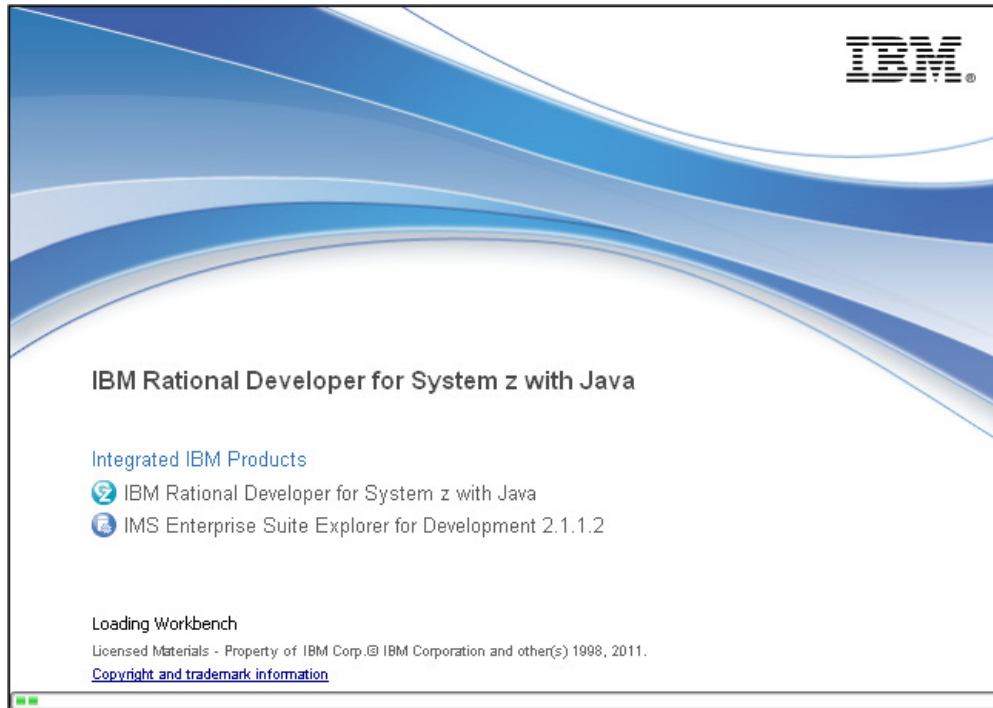 IBM®
IBM Rational Developer for System z with Java
Integrated IBM Products
IBM Rational Developer for System z with Java
IMS Enterprise Suite Explorer for Development 2.1.1.2
Loading Workbench
Licensed Materials - Property of IBM Corp.© IBM Corporation and other(s) 1998, 2011.
Copyright and trademark information